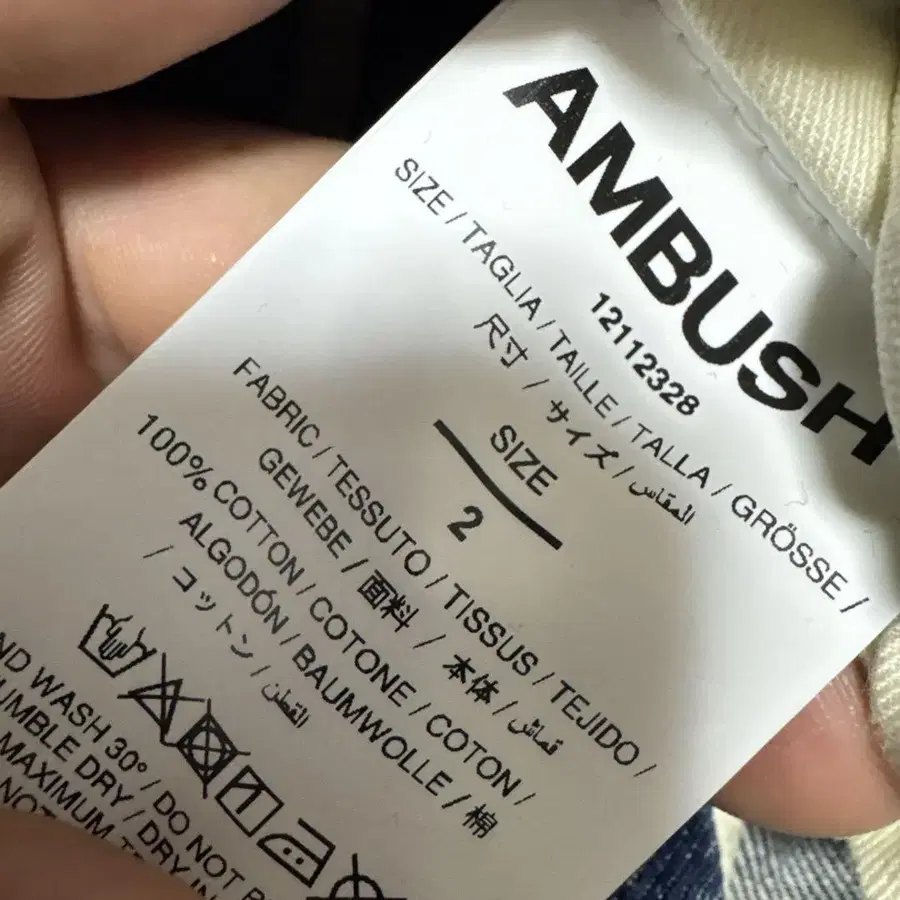 AMBUSH
12112328
SIZE / TAGLIA / TAILLE / TALLA / GRÖSSE /
尺寸 / サイズ / المقاس
SIZE
2
FABRIC / TESSUTO / TISSUS / TEJIDO /
GEWEBE / 面料 / 本体 / قماش
100% COTTON / COTONE / COTON /
ALGODÓN / BAUMWOLLE / 棉
/ コットン / القطن
WASH 30° / DO NOT
DRY / DRY
MAXIMUM
NOT